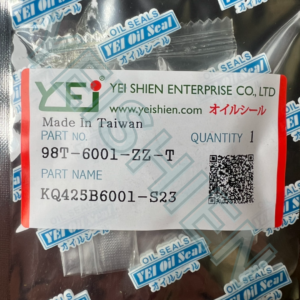 YEi YEI SHIEN ENTERPRISE CO., LTD
www.yeishien.com オイルシール
Made In Taiwan
PART NO. QUANTITY 1
98T-6001-ZZ-T
PART NAME
KQ425B6001-S23
OIL SEALS
YEI Oil Seal
オイルシール